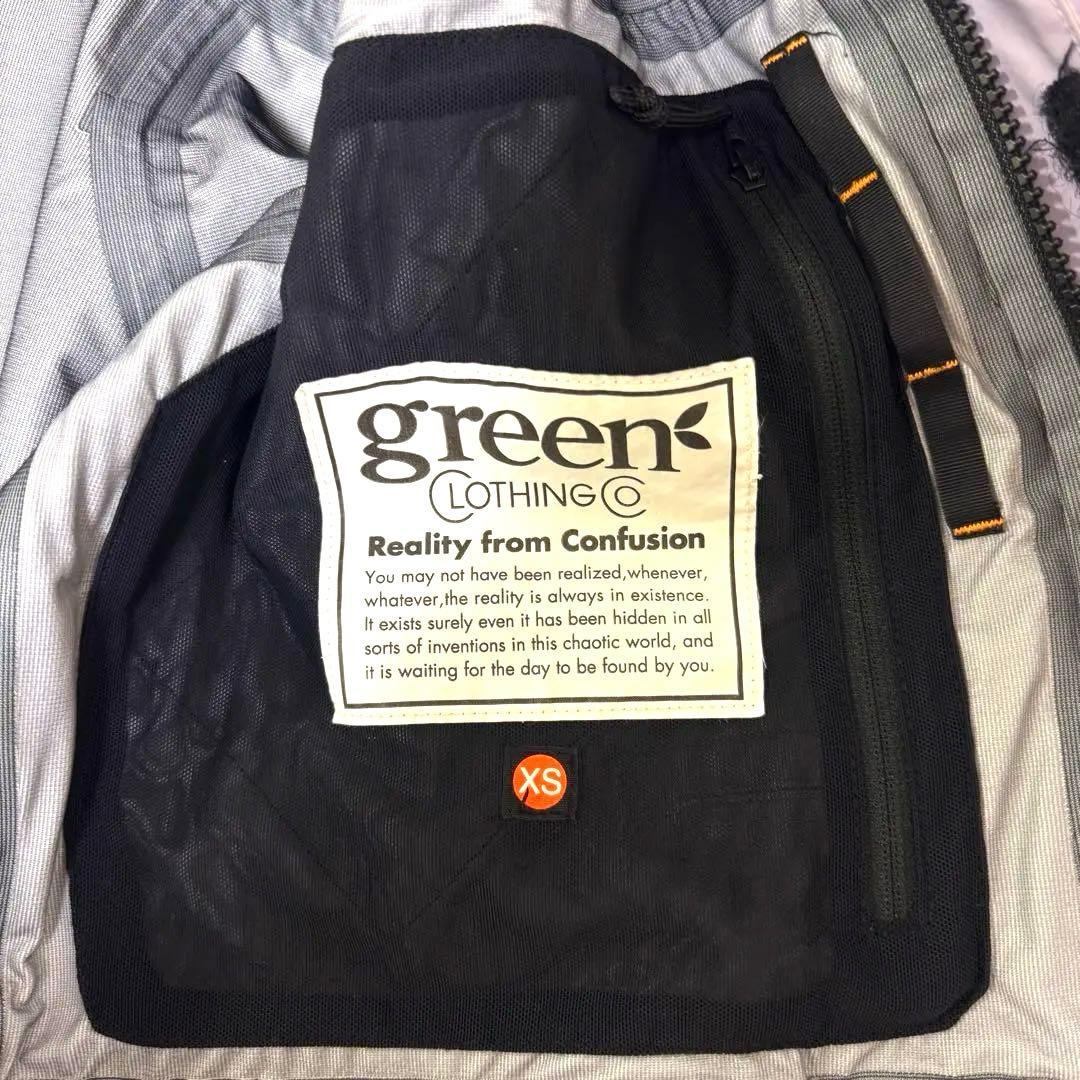 green
CLOTHING CO
Reality from Confusion
You may not have been realized,whenever,
whatever,the reality is always in existence.
It exists surely even it has been hidden in all
sorts of inventions in this chaotic world, and
it is waiting for the day to be found by you.
XS